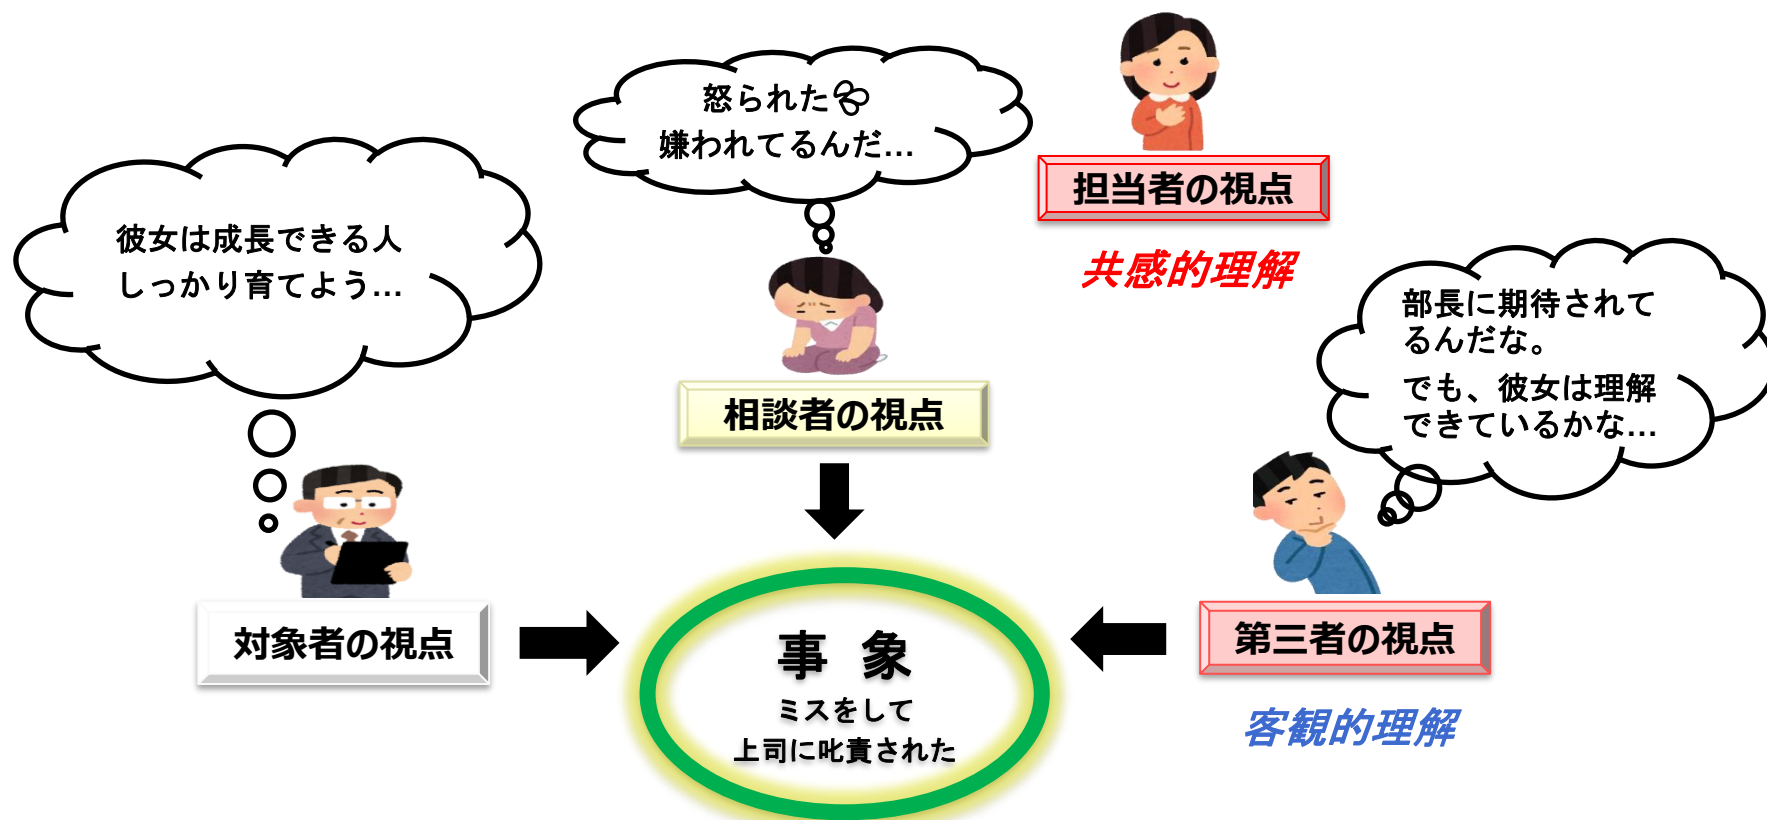 怒られた
嫌われてるんだ…
担当者の視点
共感的理解
彼女は成長できる人
しっかり育てよう…
相談者の視点
部長に期待されて
るんだな。
でも、彼女は理解
できているかな…
対象者の視点
事 象
ミスをして
上司に叱責された
第三者の視点
客観的理解